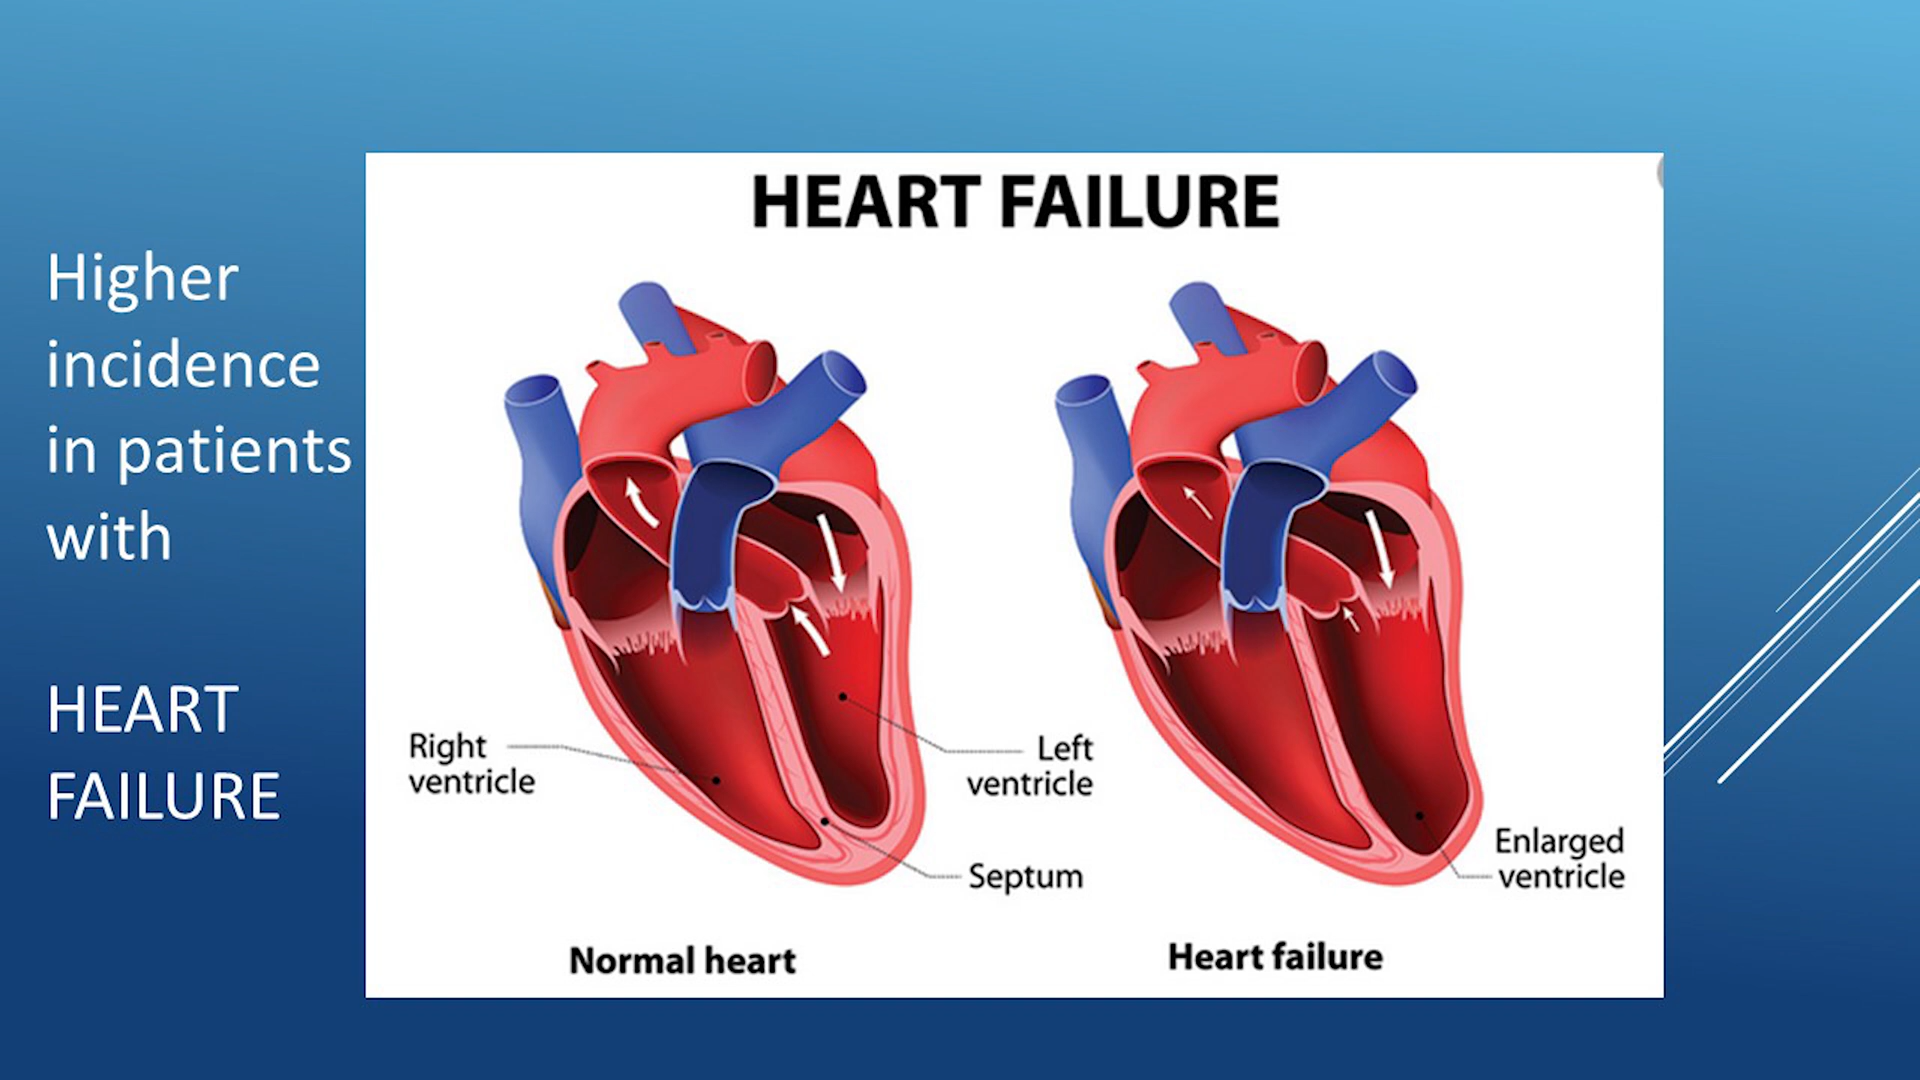 Higher
incidence
in patients
with
HEART
FAILURE
HEART FAILURE
Right
ventricle
Left
ventricle
Septum
Enlarged
ventricle
Normal heart
Heart failure